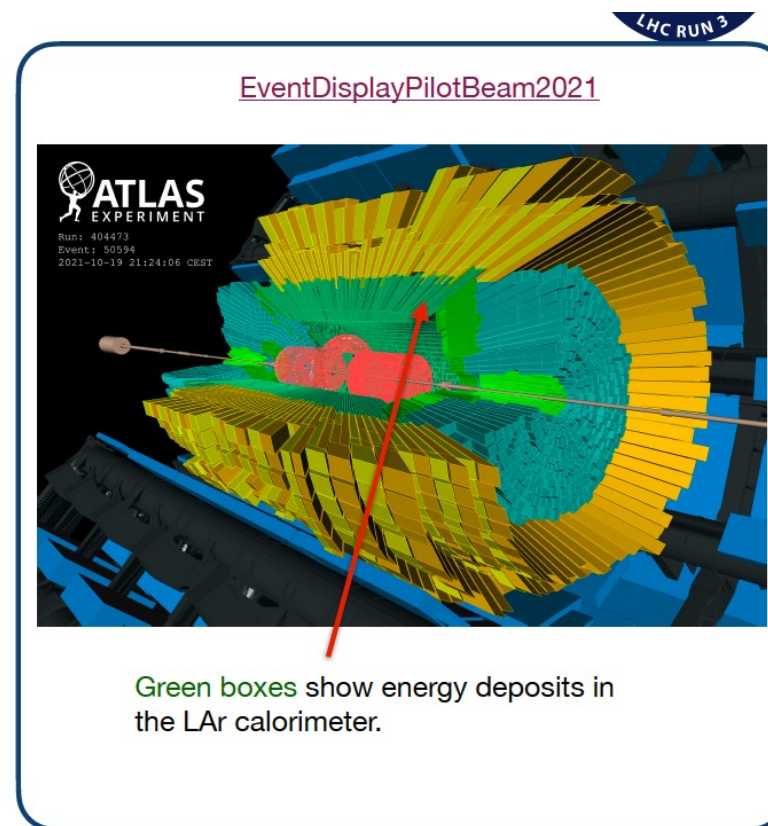 LHC RUN 3
EventDisplayPilotBeam2021
ATLAS
EXPERIMENT
Run: 404473
Event: 50594
2021-10-19 21:24:06 CEST
Green boxes show energy deposits in
the LAr calorimeter.